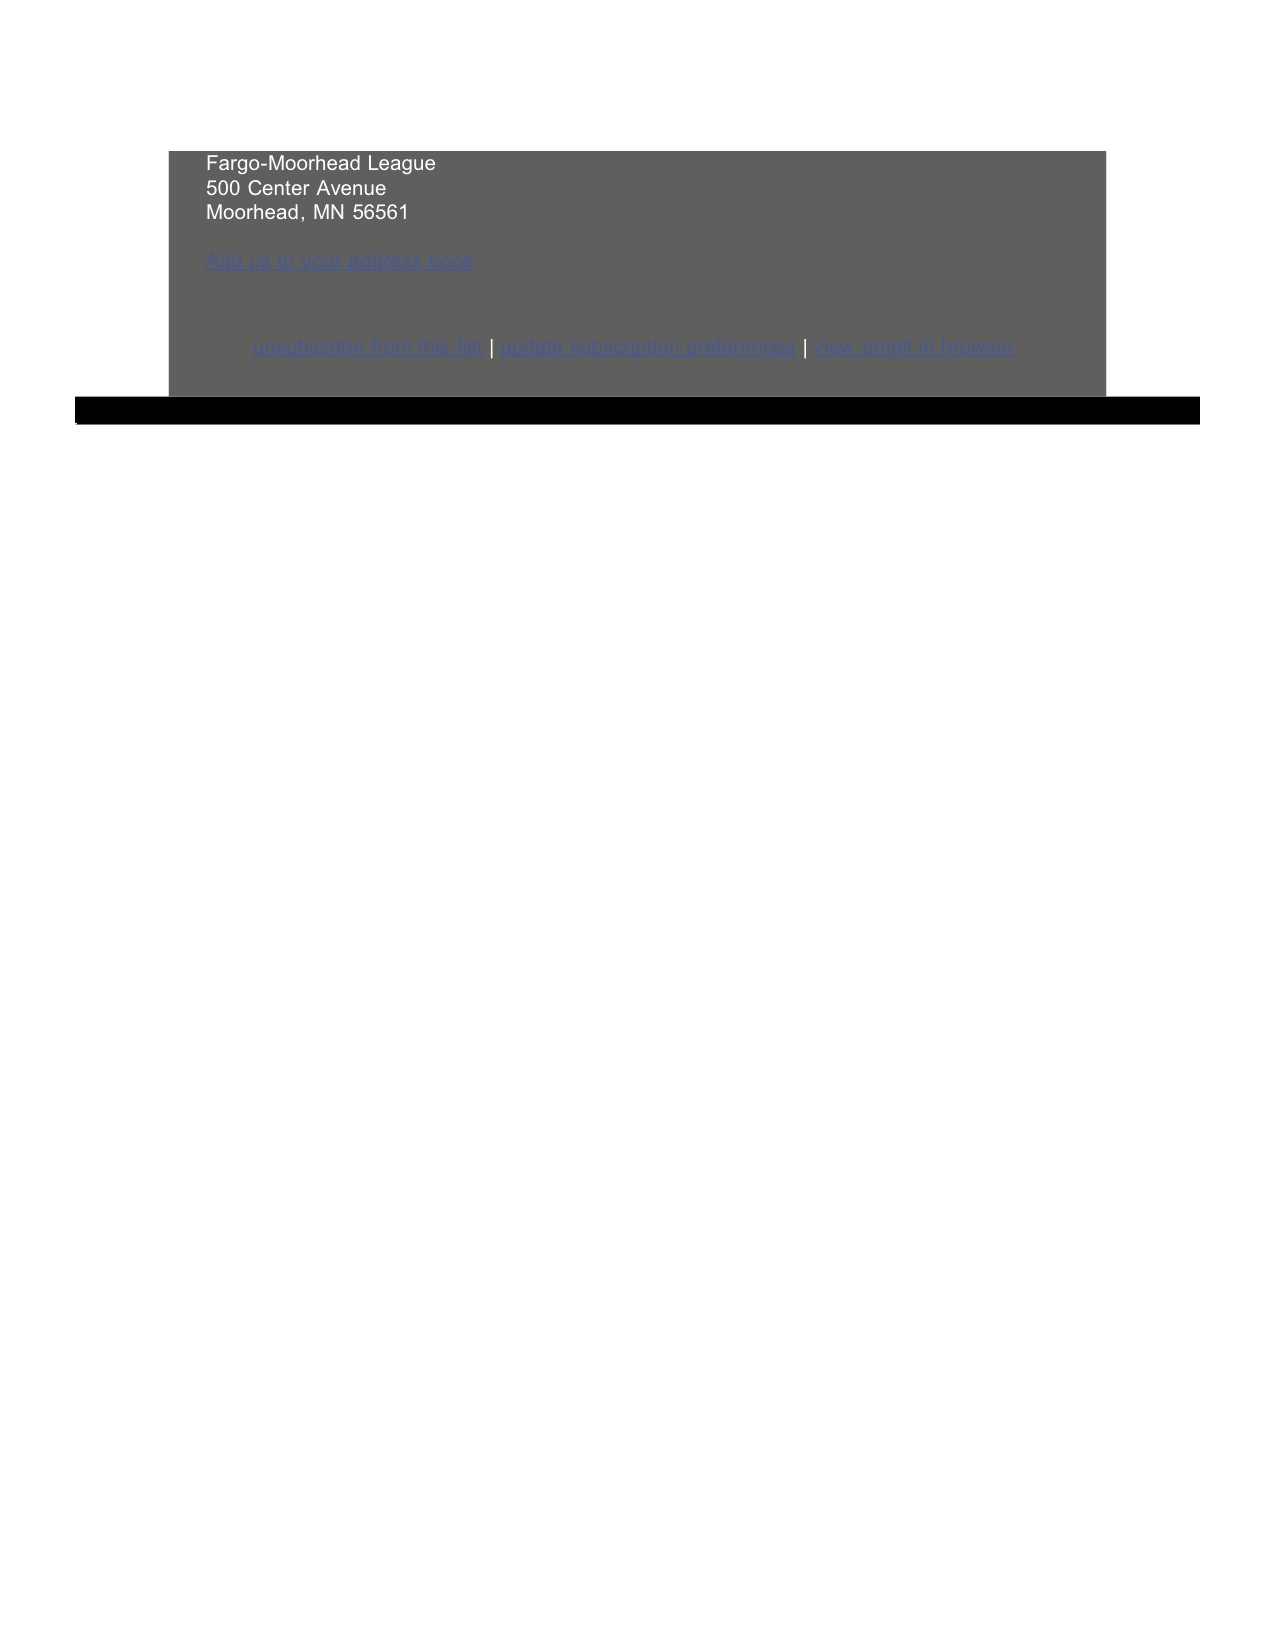 Fargo-Moorhead League
500 Center Avenue
Moorhead, MN 56561
Add us to your address book
unsubscribe from this list | update subscription preferences | view email in browser